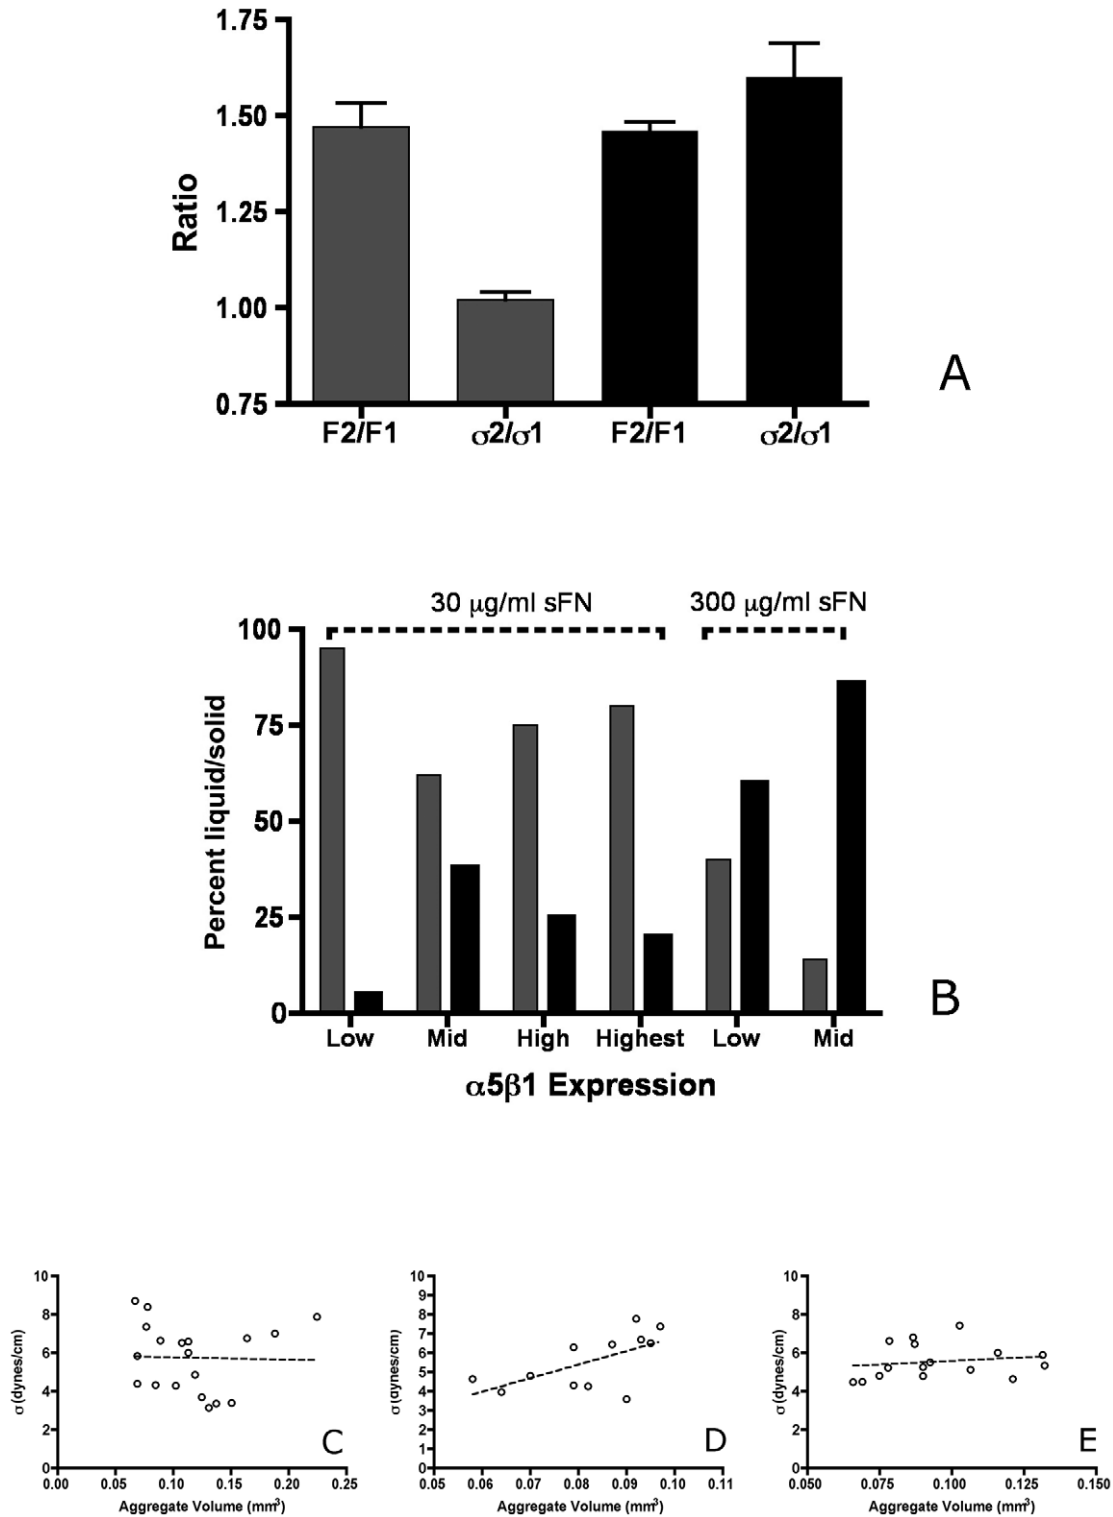 1.75
1.50
1.25
1.00
0.75
Ratio
F2/F1 σ2/σ1 F2/F1 σ2/σ1
A
30 μg/ml sFN 300 μg/ml sFN
100
75
50
25
0
Percent liquid/solid
Low Mid High Highest Low Mid
α5β1 Expression
B
10
8
6
4
2
0
σ (dynes/cm)
0.00 0.05 0.10 0.15 0.20 0.25
Aggregate Volume (mm³)
C
10
9
8
7
6
5
4
3
2
1
0
σ (dynes/cm)
0.05 0.06 0.07 0.08 0.09 0.10 0.11
Aggregate Volume (mm³)
D
10
8
6
4
2
0
σ (dynes/cm)
0.050 0.075 0.100 0.125 0.150
Aggregate Volume (mm³)
E